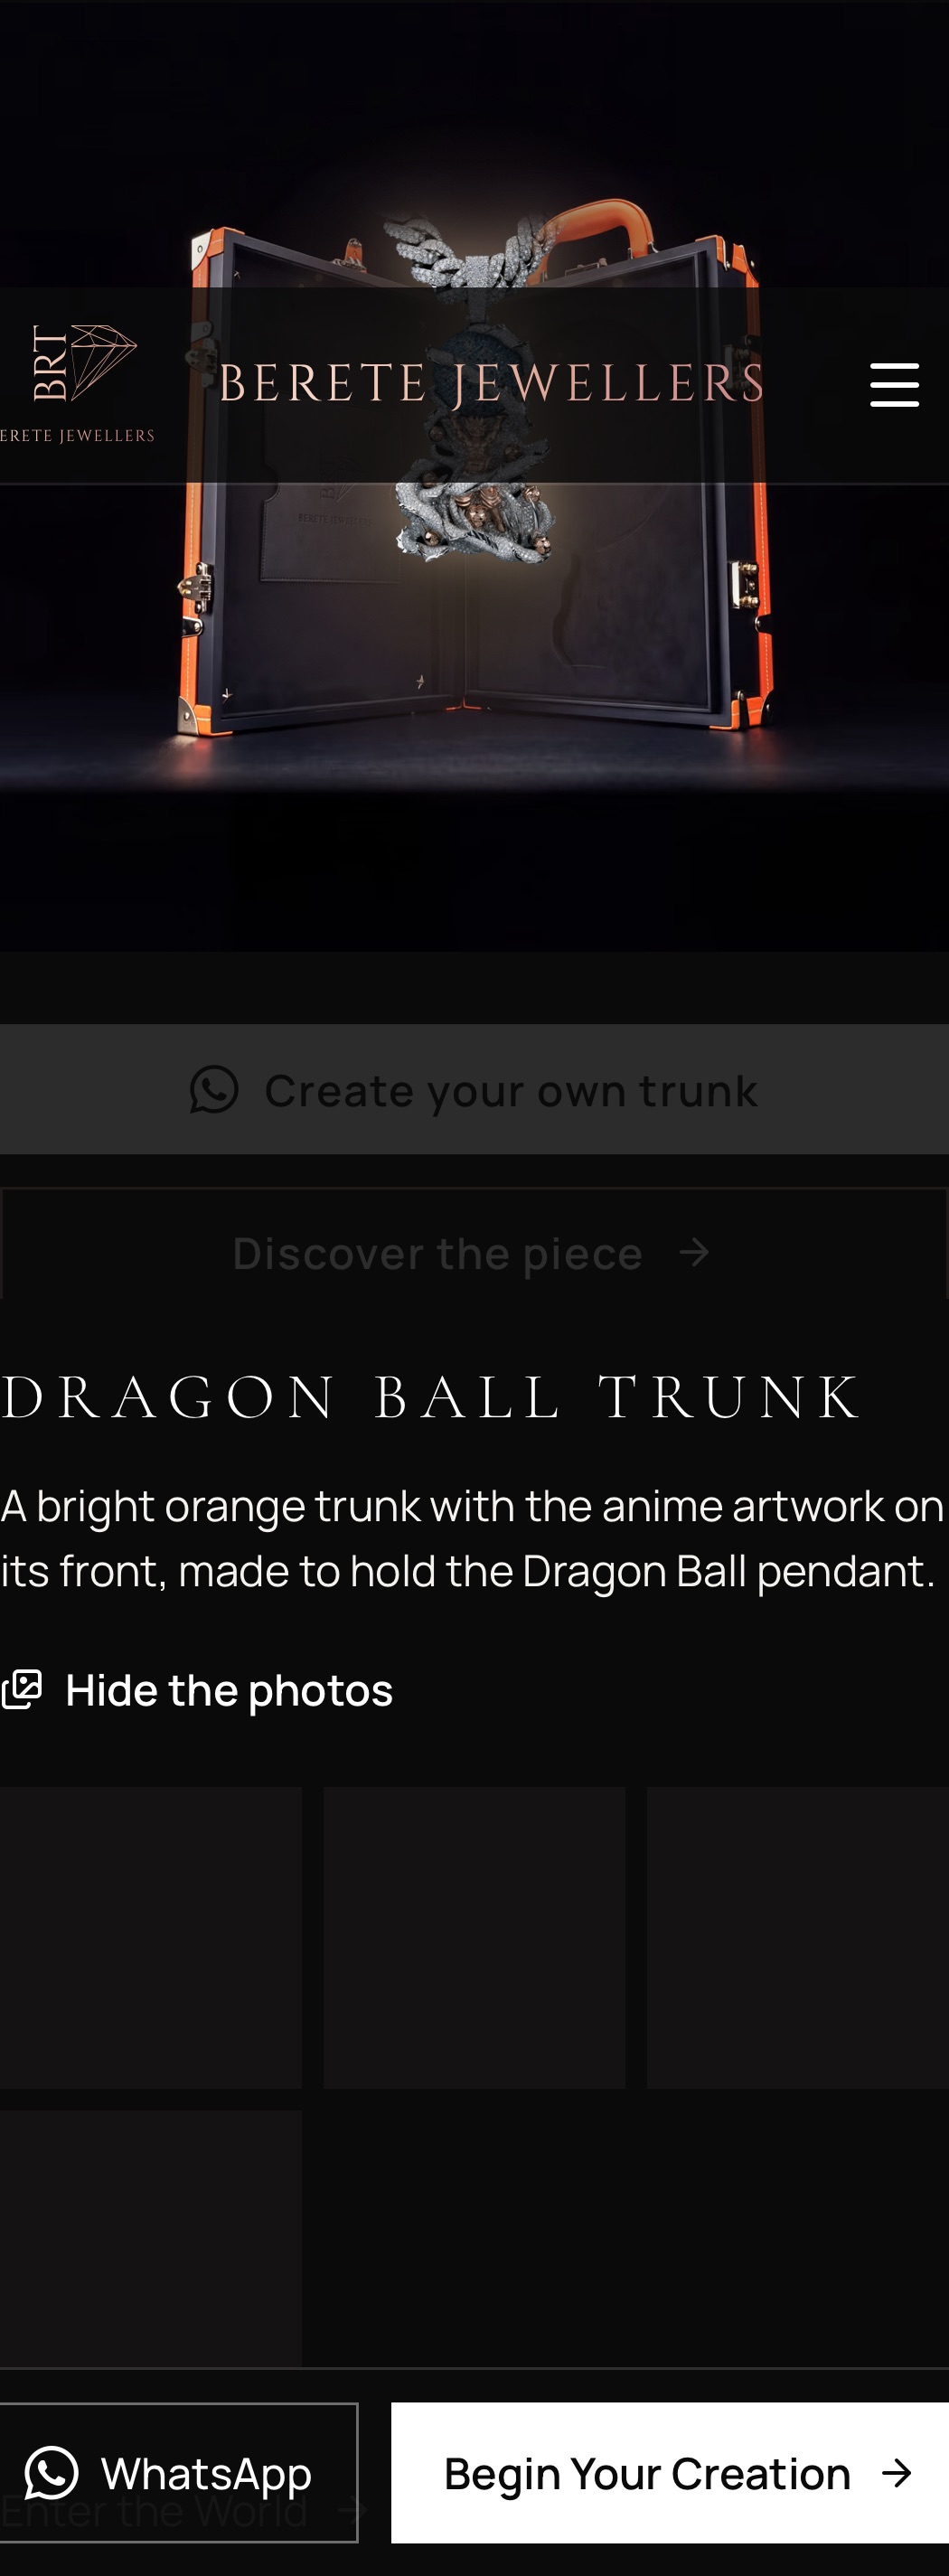 BRT
ERETE JEWELLERS
BERETE JEWELLERS
BERETE JEWELLERS
Create your own trunk
Discover the piece
DRAGON BALL TRUNK
A bright orange trunk with the anime artwork on
its front, made to hold the Dragon Ball pendant.
Hide the photos
WhatsApp
Begin Your Creation
Enter the World